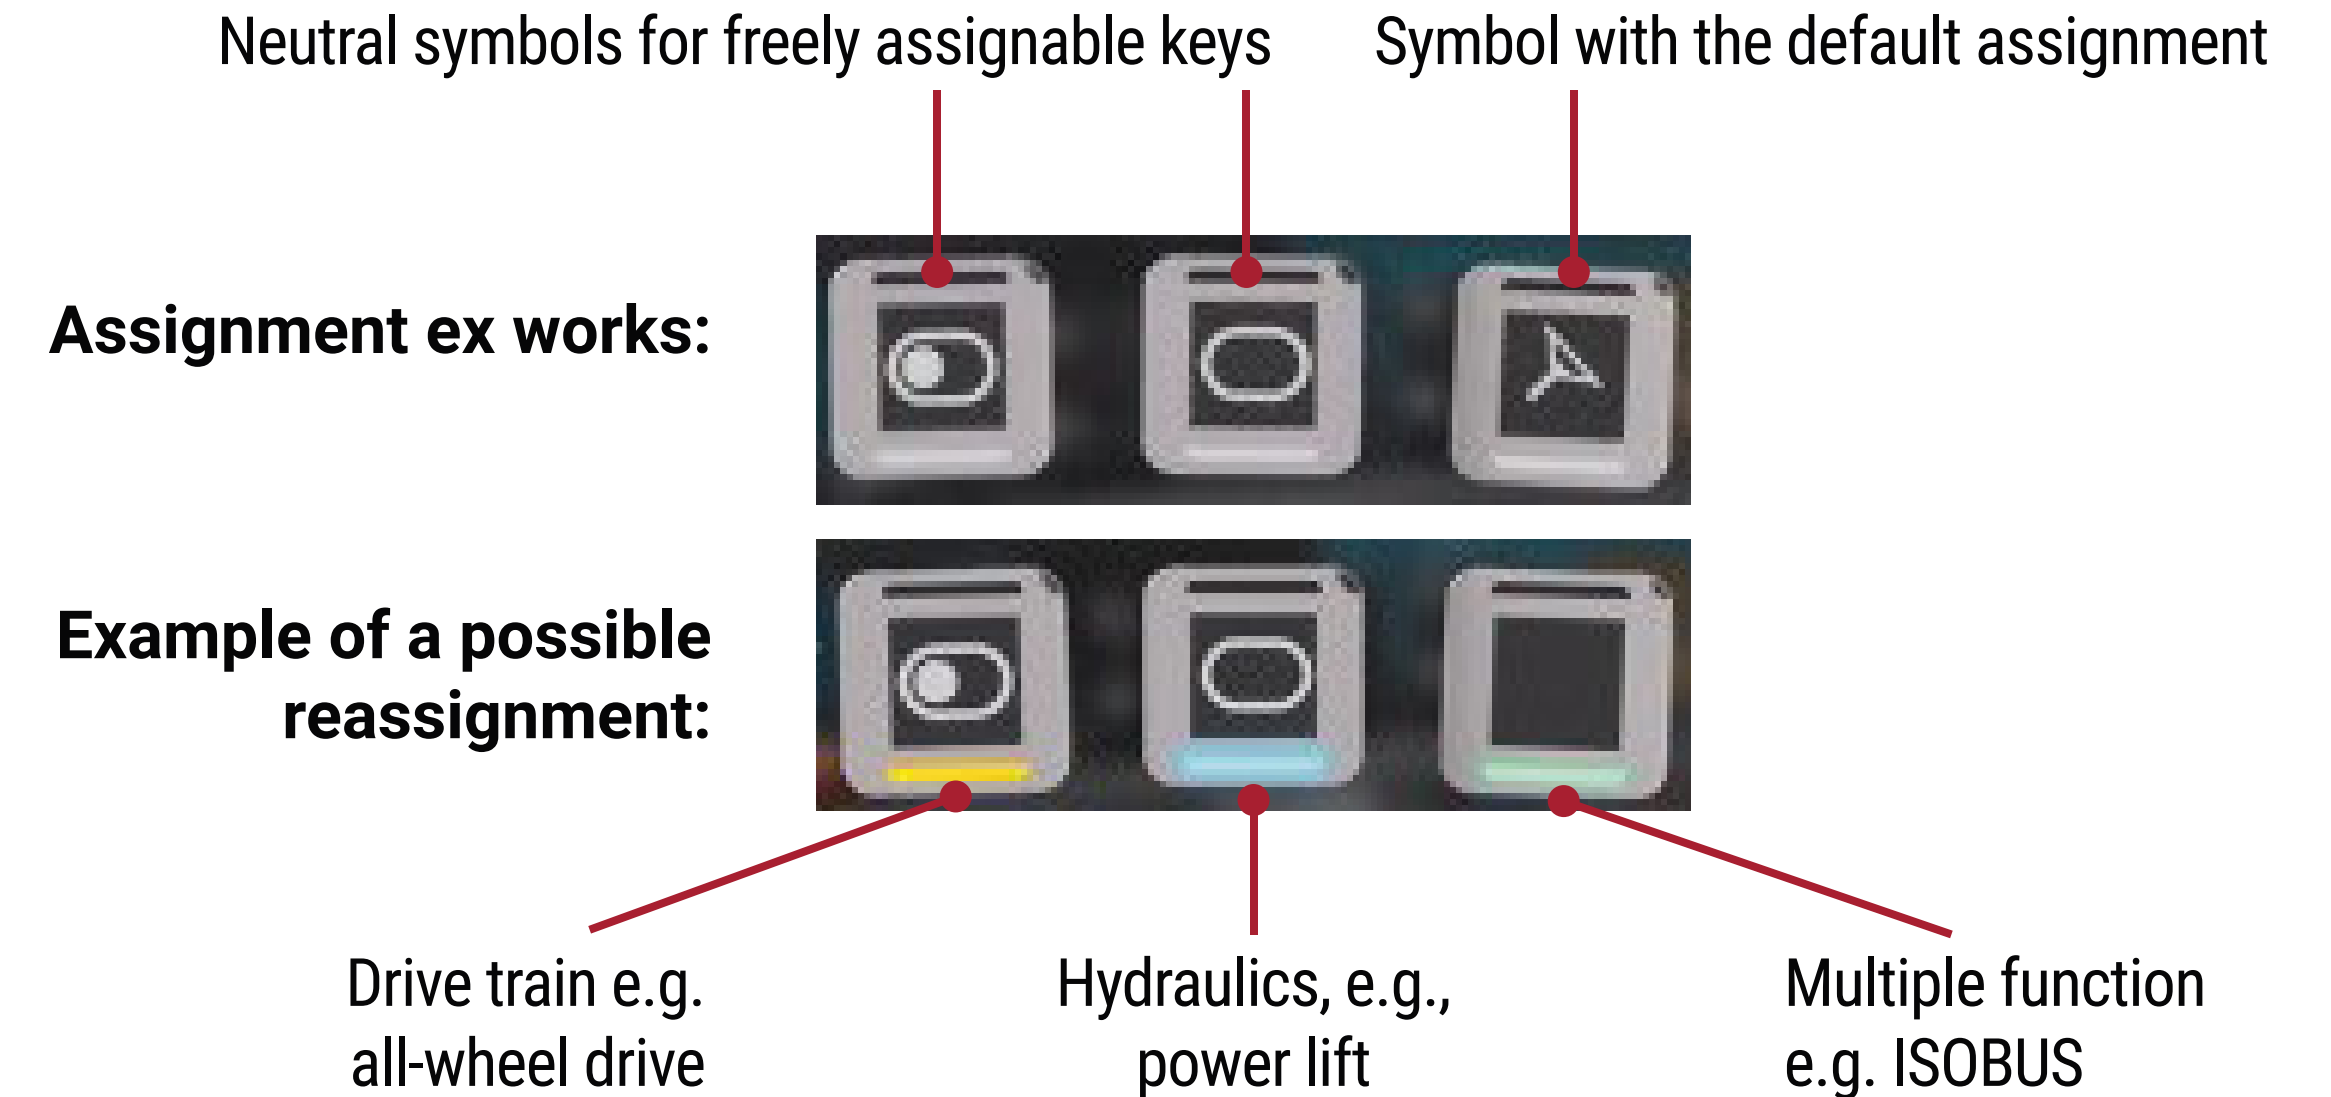 Neutral symbols for freely assignable keys
Symbol with the default assignment
Assignment ex works:
Example of a possible
reassignment:
Drive train e.g.
all-wheel drive
Hydraulics, e.g.,
power lift
Multiple function
e.g. ISOBUS